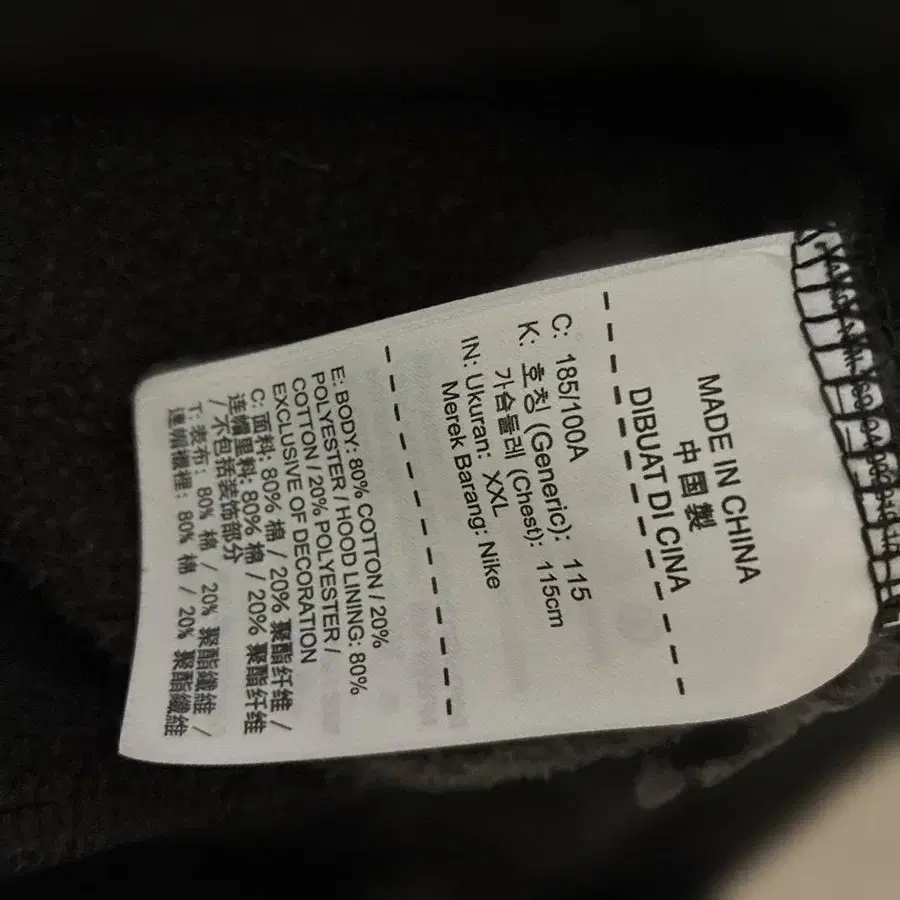 MADE IN CHINA
中国製
DIBUAT DI CINA
C: 185/100A
K: 호칭 (Generic): 115
가슴둘레 (Chest): 115cm
IN: Ukuran: XXL
Merek Barang: Nike
E: BODY: 80% COTTON / 20%
POLYESTER / HOOD LINING: 80%
COTTON / 20% POLYESTER /
EXCLUSIVE OF DECORATION
C: 面料: 80% 棉 / 20% 聚酯纤维 /
连帽里料: 80% 棉 / 20% 聚酯纤维
/ 不包括装饰部分
T: 表布: 80% 棉 / 20% 聚酯纖維 /
連帽襯裡: 80% 棉 / 20% 聚酯纖維